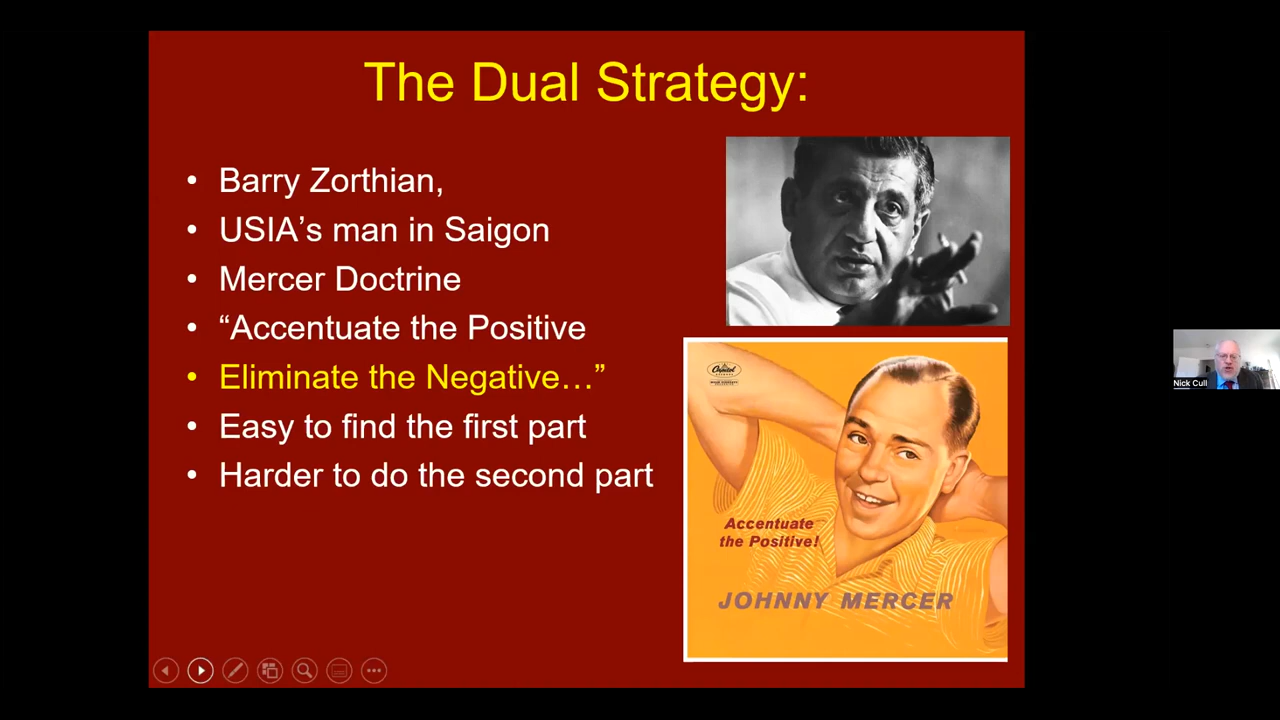 The Dual Strategy:
• Barry Zorthian,
• USIA’s man in Saigon
• Mercer Doctrine
• “Accentuate the Positive
• Eliminate the Negative…”
• Easy to find the first part
• Harder to do the second part
Capitol
Accentuate
the Positive!
JOHNNY MERCER
Nick Cull